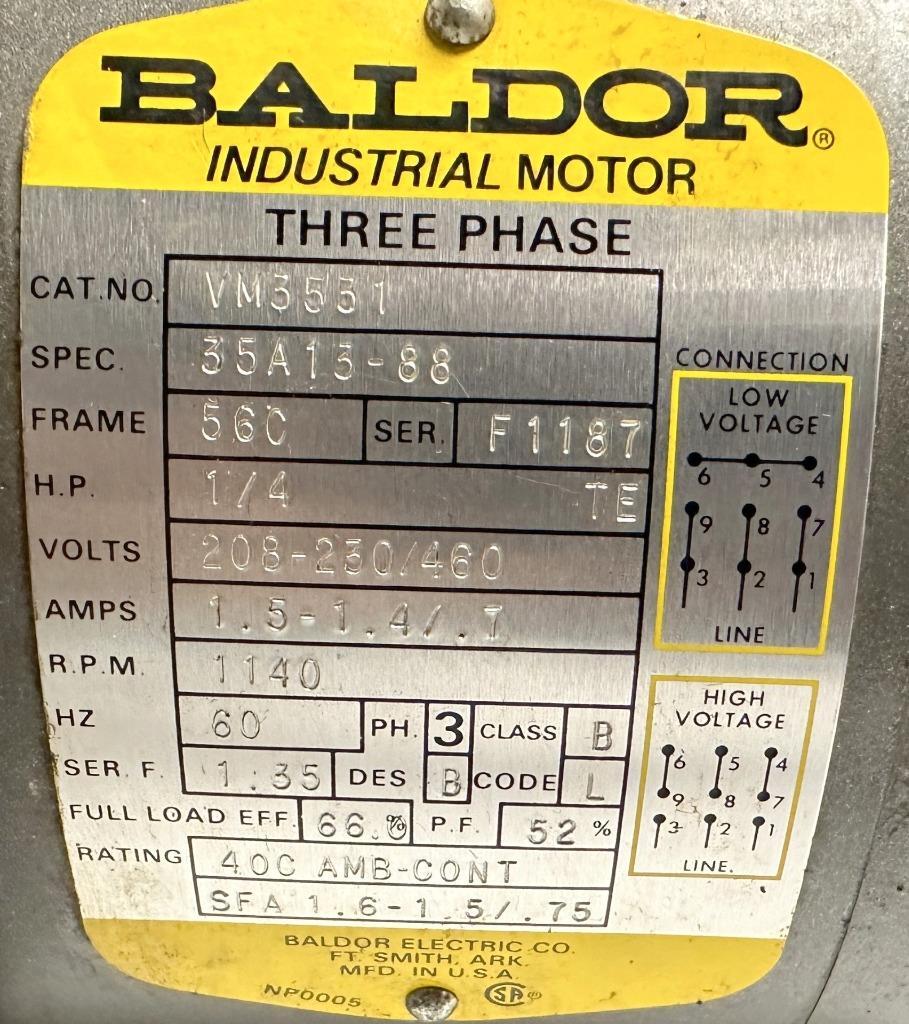 BALDOR®
INDUSTRIAL MOTOR
THREE PHASE
CAT.NO. VM3531
SPEC. 35A13-88
FRAME 56C SER. F1187
H.P. 1/4 TE
VOLTS 208-230/460
AMPS 1.5-1.4/.7
R.P.M. 1140
HZ 60 PH. 3 CLASS B
SER. F. 1.35 DES B CODE L
FULL LOAD EFF. 66.0% P.F. 52 %
RATING 40C AMB-CONT
SFA 1.6-1.5/.75
CONNECTION
LOW
VOLTAGE
6 5 4
9 8 7
3 2 1
LINE
HIGH
VOLTAGE
6 5 4
9 8 7
3 2 1
LINE.
BALDOR ELECTRIC CO.
FT. SMITH, ARK.
MFD. IN U.S.A.
NP0005 SA ®